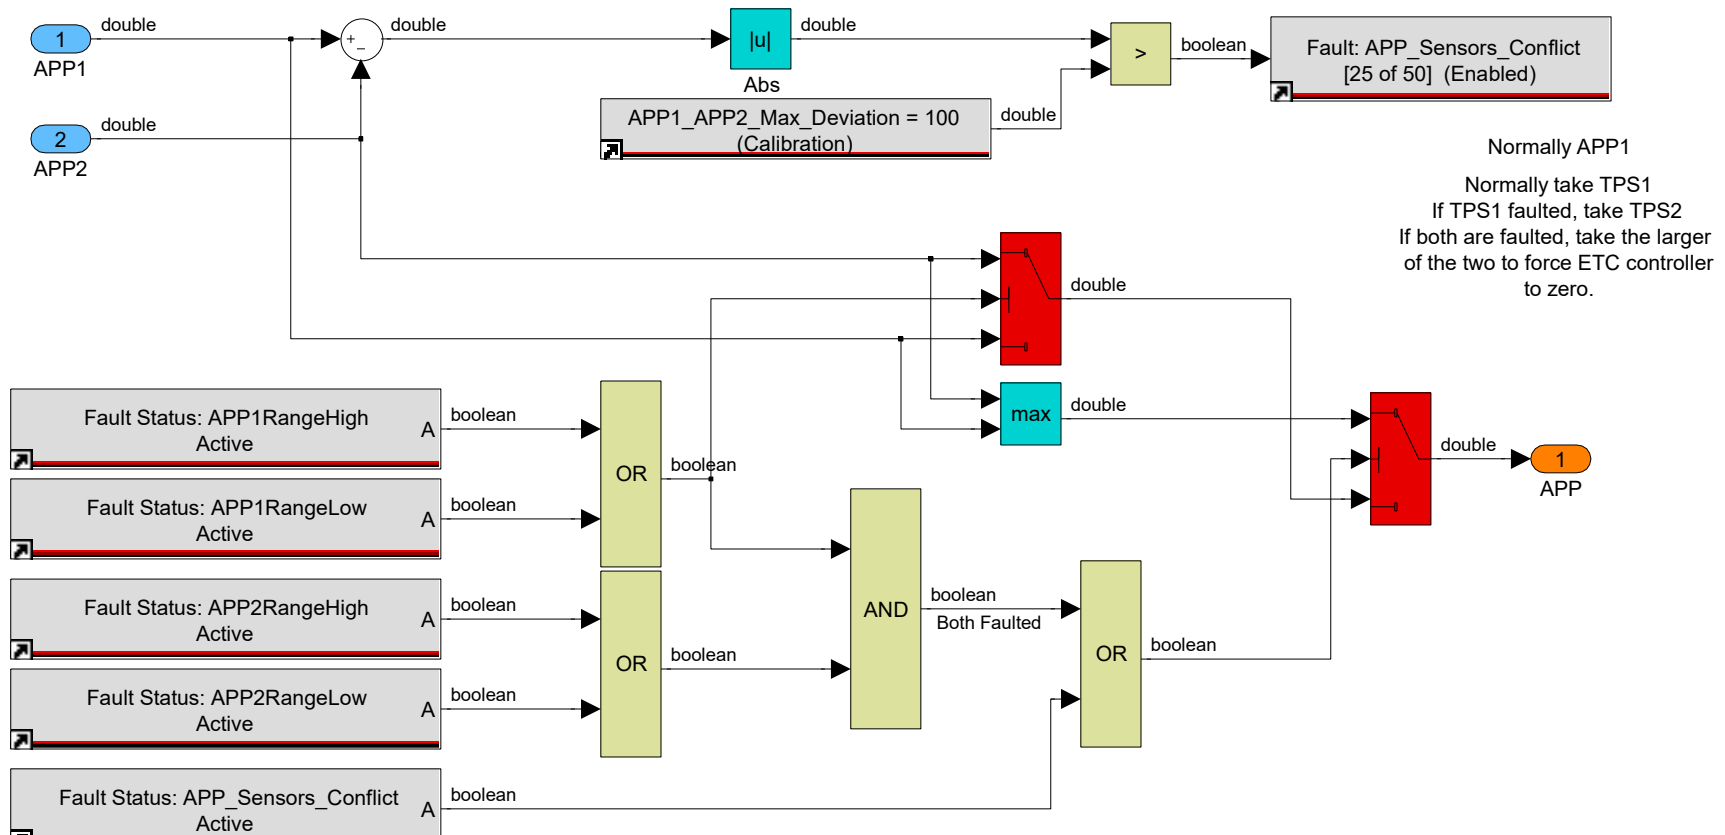 1
APP1
double
+
−
double
|u|
Abs
double
>
boolean
Fault: APP_Sensors_Conflict
[25 of 50]  (Enabled)
2
APP2
double
APP1_APP2_Max_Deviation = 100
(Calibration)
double
Normally APP1
Normally take TPS1
If TPS1 faulted, take TPS2
If both are faulted, take the larger
of the two to force ETC controller
to zero.
double
max
double
Fault Status: APP1RangeHigh
Active
A
boolean
OR
boolean
Fault Status: APP1RangeLow
Active
A
boolean
double
1
APP
Fault Status: APP2RangeHigh
Active
A
boolean
OR
boolean
AND
boolean
Both Faulted
OR
boolean
Fault Status: APP2RangeLow
Active
A
boolean
Fault Status: APP_Sensors_Conflict
Active
A
boolean